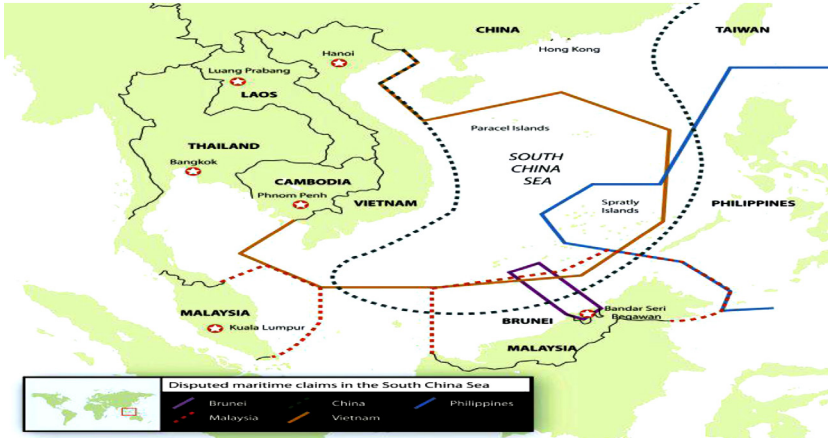 CHINA
TAIWAN
Hong Kong
Hanoi
Luang Prabang
LAOS
Paracel Islands
THAILAND
Bangkok
SOUTH
CHINA
SEA
CAMBODIA
Phnom Penh
VIETNAM
Spratly
Islands
PHILIPPINES
MALAYSIA
Kuala Lumpur
BRUNEI
Bandar Seri
Begawan
MALAYSIA
Disputed maritime claims in the South China Sea
Brunei
China
Philippines
Malaysia
Vietnam